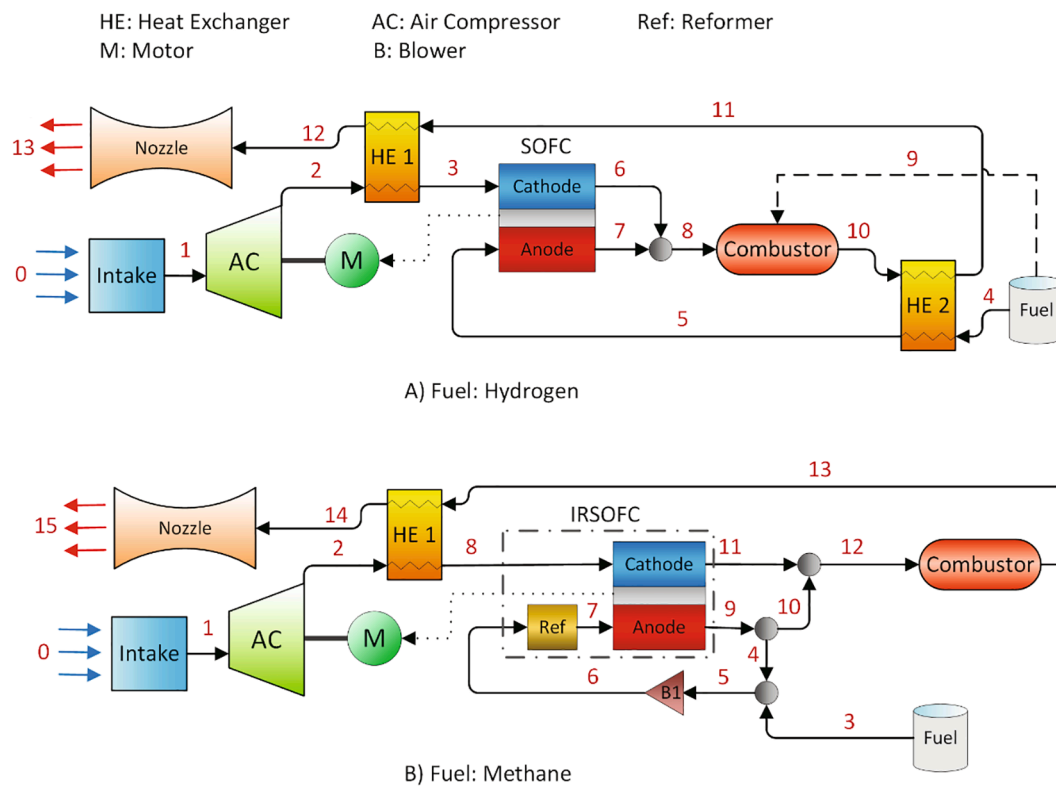 HE: Heat Exchanger AC: Air Compressor Ref: Reformer
M: Motor B: Blower
11
12
13
Nozzle
HE 1
SOFC
9
2
3
Cathode
6
0
Intake
1
AC
M
Anode
7
8
Combustor
10
HE 2
4
Fuel
5
A) Fuel: Hydrogen
13
15
Nozzle
14
HE 1
IRSOFC
2
8
Cathode
11
12
Combustor
0
Intake
1
AC
M
Ref
7
Anode
9
10
4
6
B1
5
3
Fuel
B) Fuel: Methane